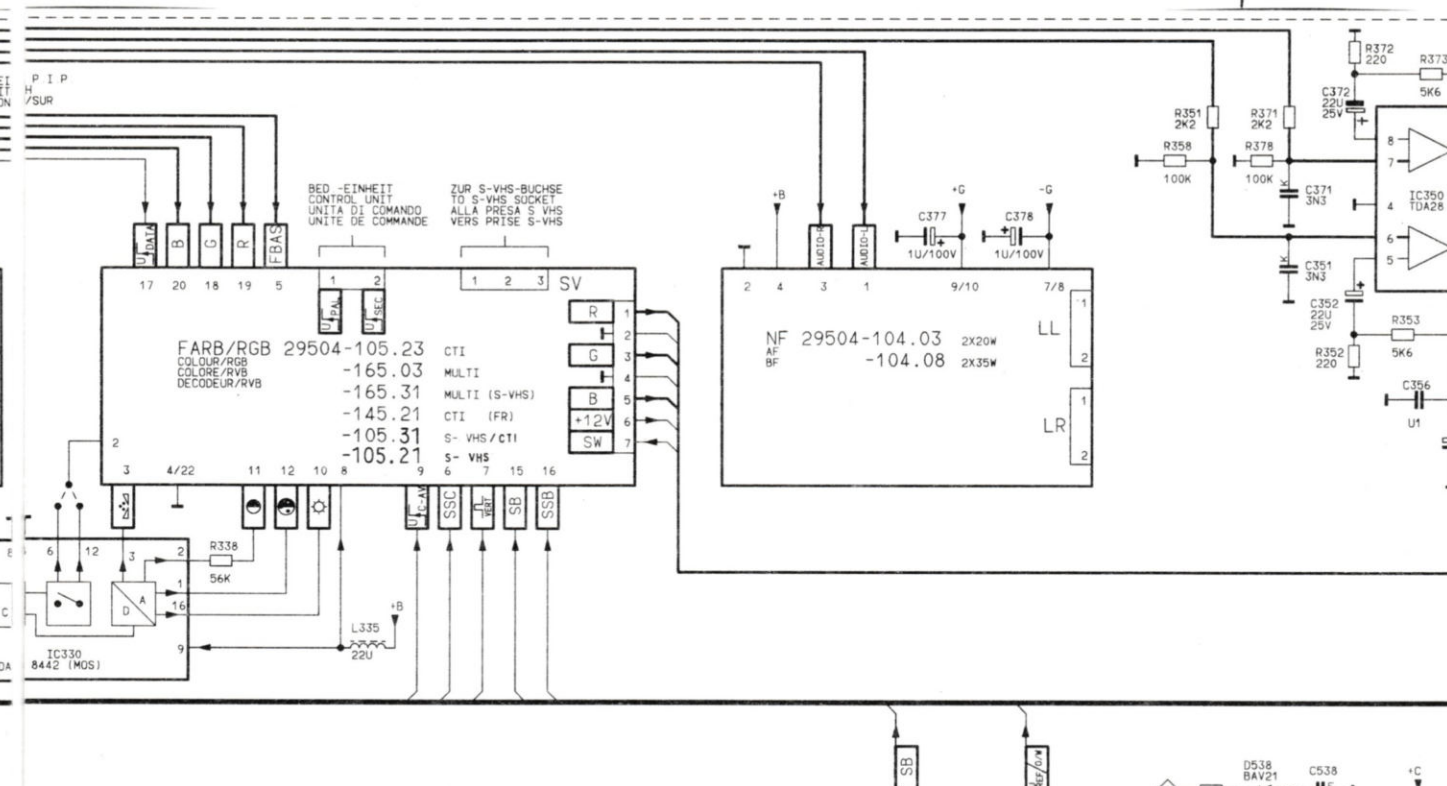 P I P
H
/SUR
BED -EINHEIT
CONTROL UNIT
UNITA DI COMANDO
UNITE DE COMMANDE
ZUR S-VHS-BUCHSE
TO S-VHS SOCKET
ALLA PRESA S VHS
VERS PRISE S-VHS
DATA
B
G
R
FBAS
17 20 18 19 5
1 2
1 2 3 SV
PAL
SEC
FARB/RGB 29504-105.23 CTI
COLOUR/RGB
COLORE/RVB
DECODEUR/RVB
-165.03 MULTI
-165.31 MULTI (S-VHS)
-145.21 CTI (FR)
-105.31 S- VHS/CTI
-105.21 S- VHS
R 1
2
G 3
4
B 5
+12V 6
SW 7
2
3 4/22 11 12 10 8 9 6 7 15 16
C-AV
SSC
VERT
SB
SSB
+B
AUDIO-R
AUDIO-L
C377
1U/100V
+G
C378
1U/100V
-G
2 4 3 1 9/10 7/8
NF 29504-104.03 2X20W
AF
BF
-104.08 2X35W
LL
1
2
LR
1
2
R351
2K2
R371
2K2
R358
100K
R378
100K
R372
220
R373
5K6
C372
22U
25V
C371
3N3
C351
3N3
8
7
4
6
5
IC350
TDA28
C352
22U
25V
R353
5K6
R352
220
C356
U1
6 12 3 2
R338
56K
1
16
9
D A
C
IC330
8442 (MOS)
L335
22U
+B
SB
REF/O/W
D538
BAV21
C538
+C